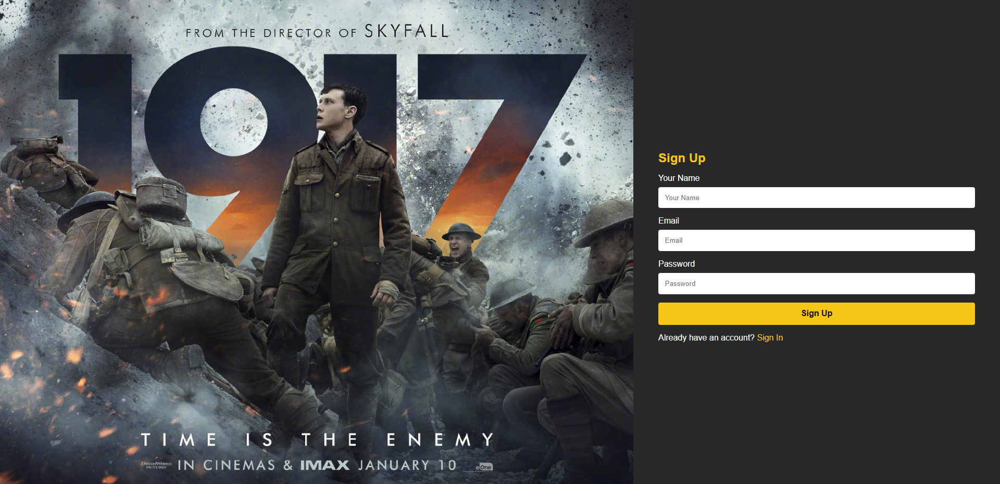 FROM THE DIRECTOR OF SKYFALL
1917
TIME IS THE ENEMY
DREAMWORKS
PICTURES
IN CINEMAS & IMAX JANUARY 10
eOne
Sign Up
Your Name
Your Name
Email
Email
Password
Password
Sign Up
Already have an account? Sign In